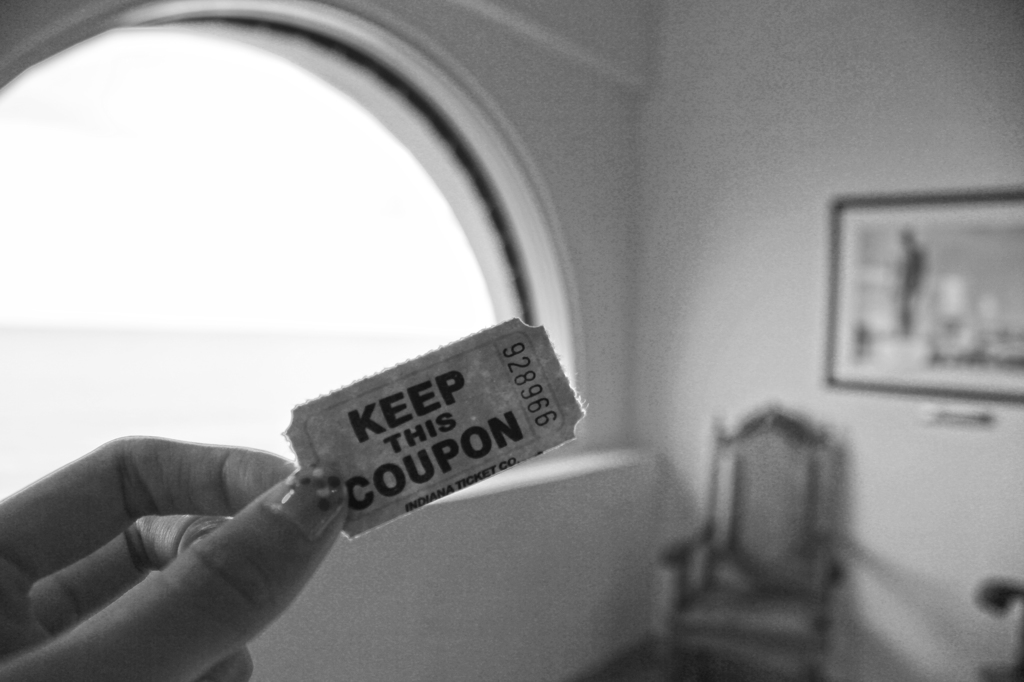 KEEP
THIS
COUPON
INDIANA TICKET CO.
928966